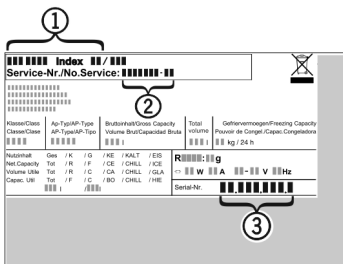 1
Index /
Service-Nr./No.Service: -
2
Klasse/Class Ap-Typ/AP-Type Bruttoinhalt/Gross Capacity Total Gefriervermoegen/Freezing Capacity
Classe/Clase AP-Type/AP-Tipo Volume Brut/Capacidad Bruta volume Pouvoir de Congel./Capac.Congeladora
l l kg / 24 h
Nutzinhalt Ges / K / G / KE / KALT / EIS
Net.Capacity Tot / R / F / CE / CHILL / ICE
Volume Utile Tot / R / C / CA / CHILL / GLA
Capac. Util Tot / F / C / BO / CHILL / HIE
l / l
R : g
W A - V Hz
Serial-Nr. . . .
3